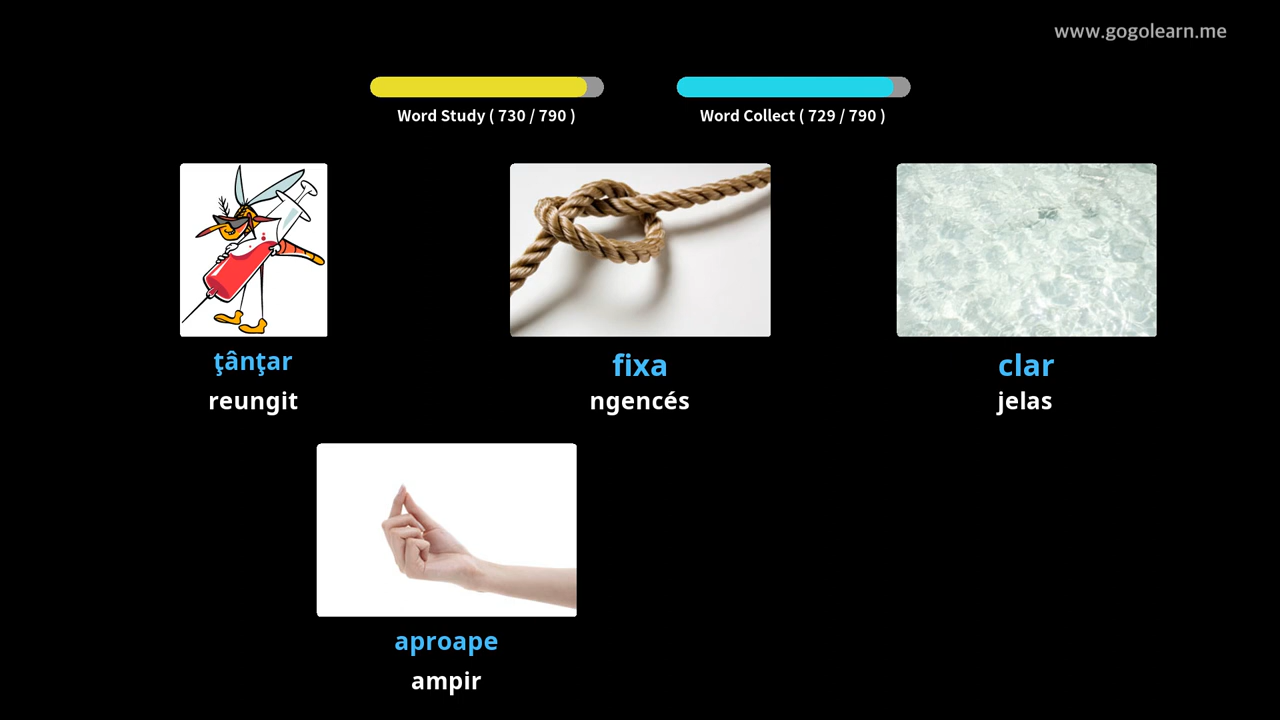 www.gogolearn.me
Word Study ( 730 / 790 )
Word Collect ( 729 / 790 )
ţânţar
reungit
fixa
ngencés
clar
jelas
aproape
ampir